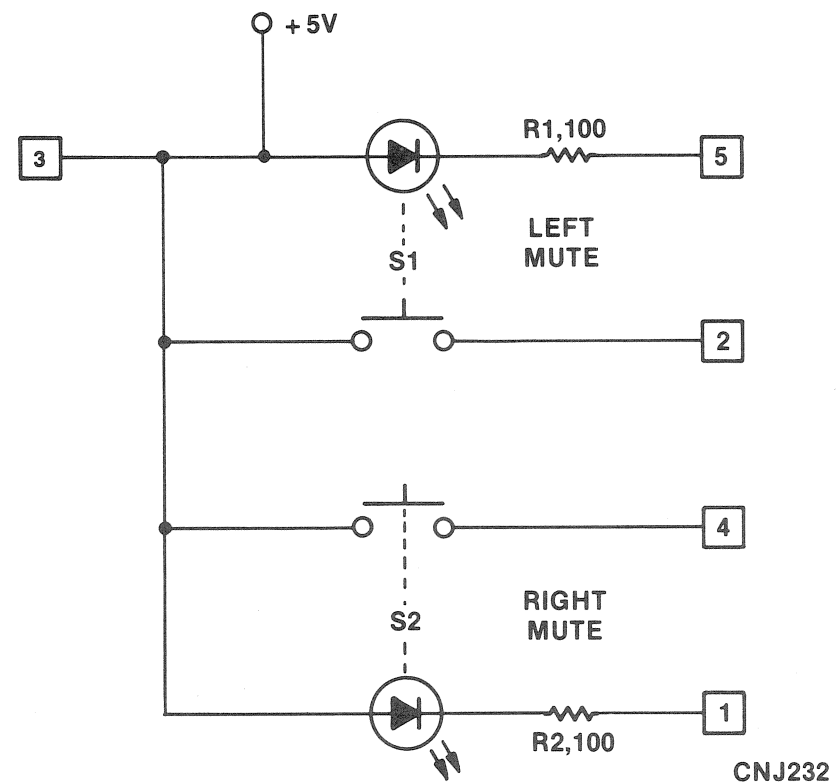 + 5V
3
R1,100
5
LEFT
MUTE
S1
2
4
RIGHT
MUTE
S2
1
R2,100
CNJ232